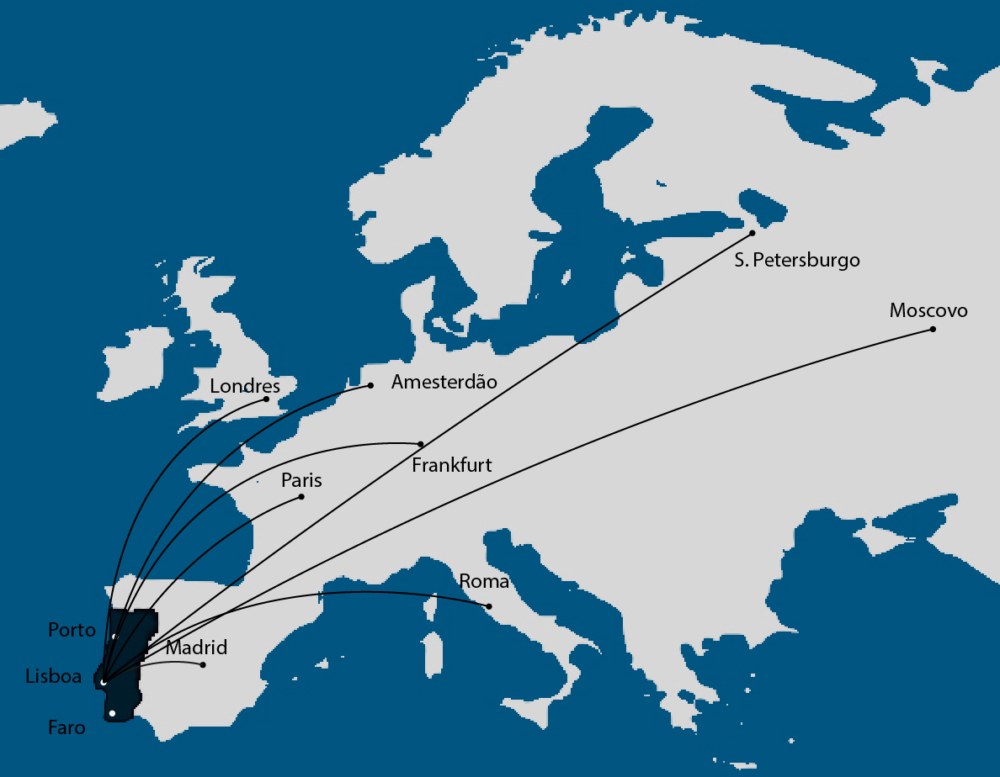 S. Petersburgo
Moscovo
Londres
Amesterdão
Frankfurt
Paris
Roma
Porto
Madrid
Lisboa
Faro